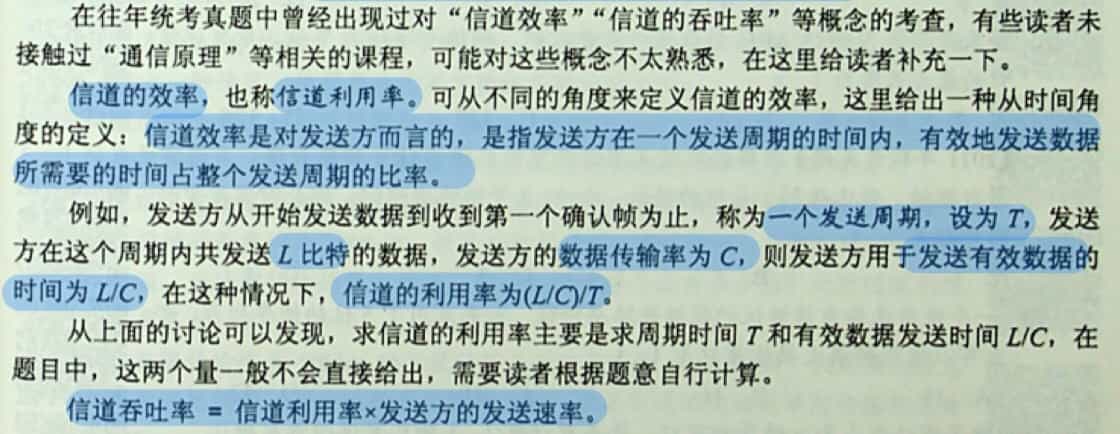 在往年统考真题中曾经出现过对“信道效率”“信道的吞吐率”等概念的考查，有些读者未
接触过“通信原理”等相关的课程，可能对这些概念不太熟悉，在这里给读者补充一下。
信道的效率，也称信道利用率。可从不同的角度来定义信道的效率，这里给出一种从时间角
度的定义：信道效率是对发送方而言的，是指发送方在一个发送周期的时间内，有效地发送数据
所需要的时间占整个发送周期的比率。
例如，发送方从开始发送数据到收到第一个确认帧为止，称为一个发送周期，设为 T，发送
方在这个周期内共发送 L 比特的数据，发送方的数据传输率为 C，则发送方用于发送有效数据的
时间为 L/C，在这种情况下，信道的利用率为(L/C)/T。
从上面的讨论可以发现，求信道的利用率主要是求周期时间 T 和有效数据发送时间 L/C，在
题目中，这两个量一般不会直接给出，需要读者根据题意自行计算。
信道吞吐率 = 信道利用率×发送方的发送速率。